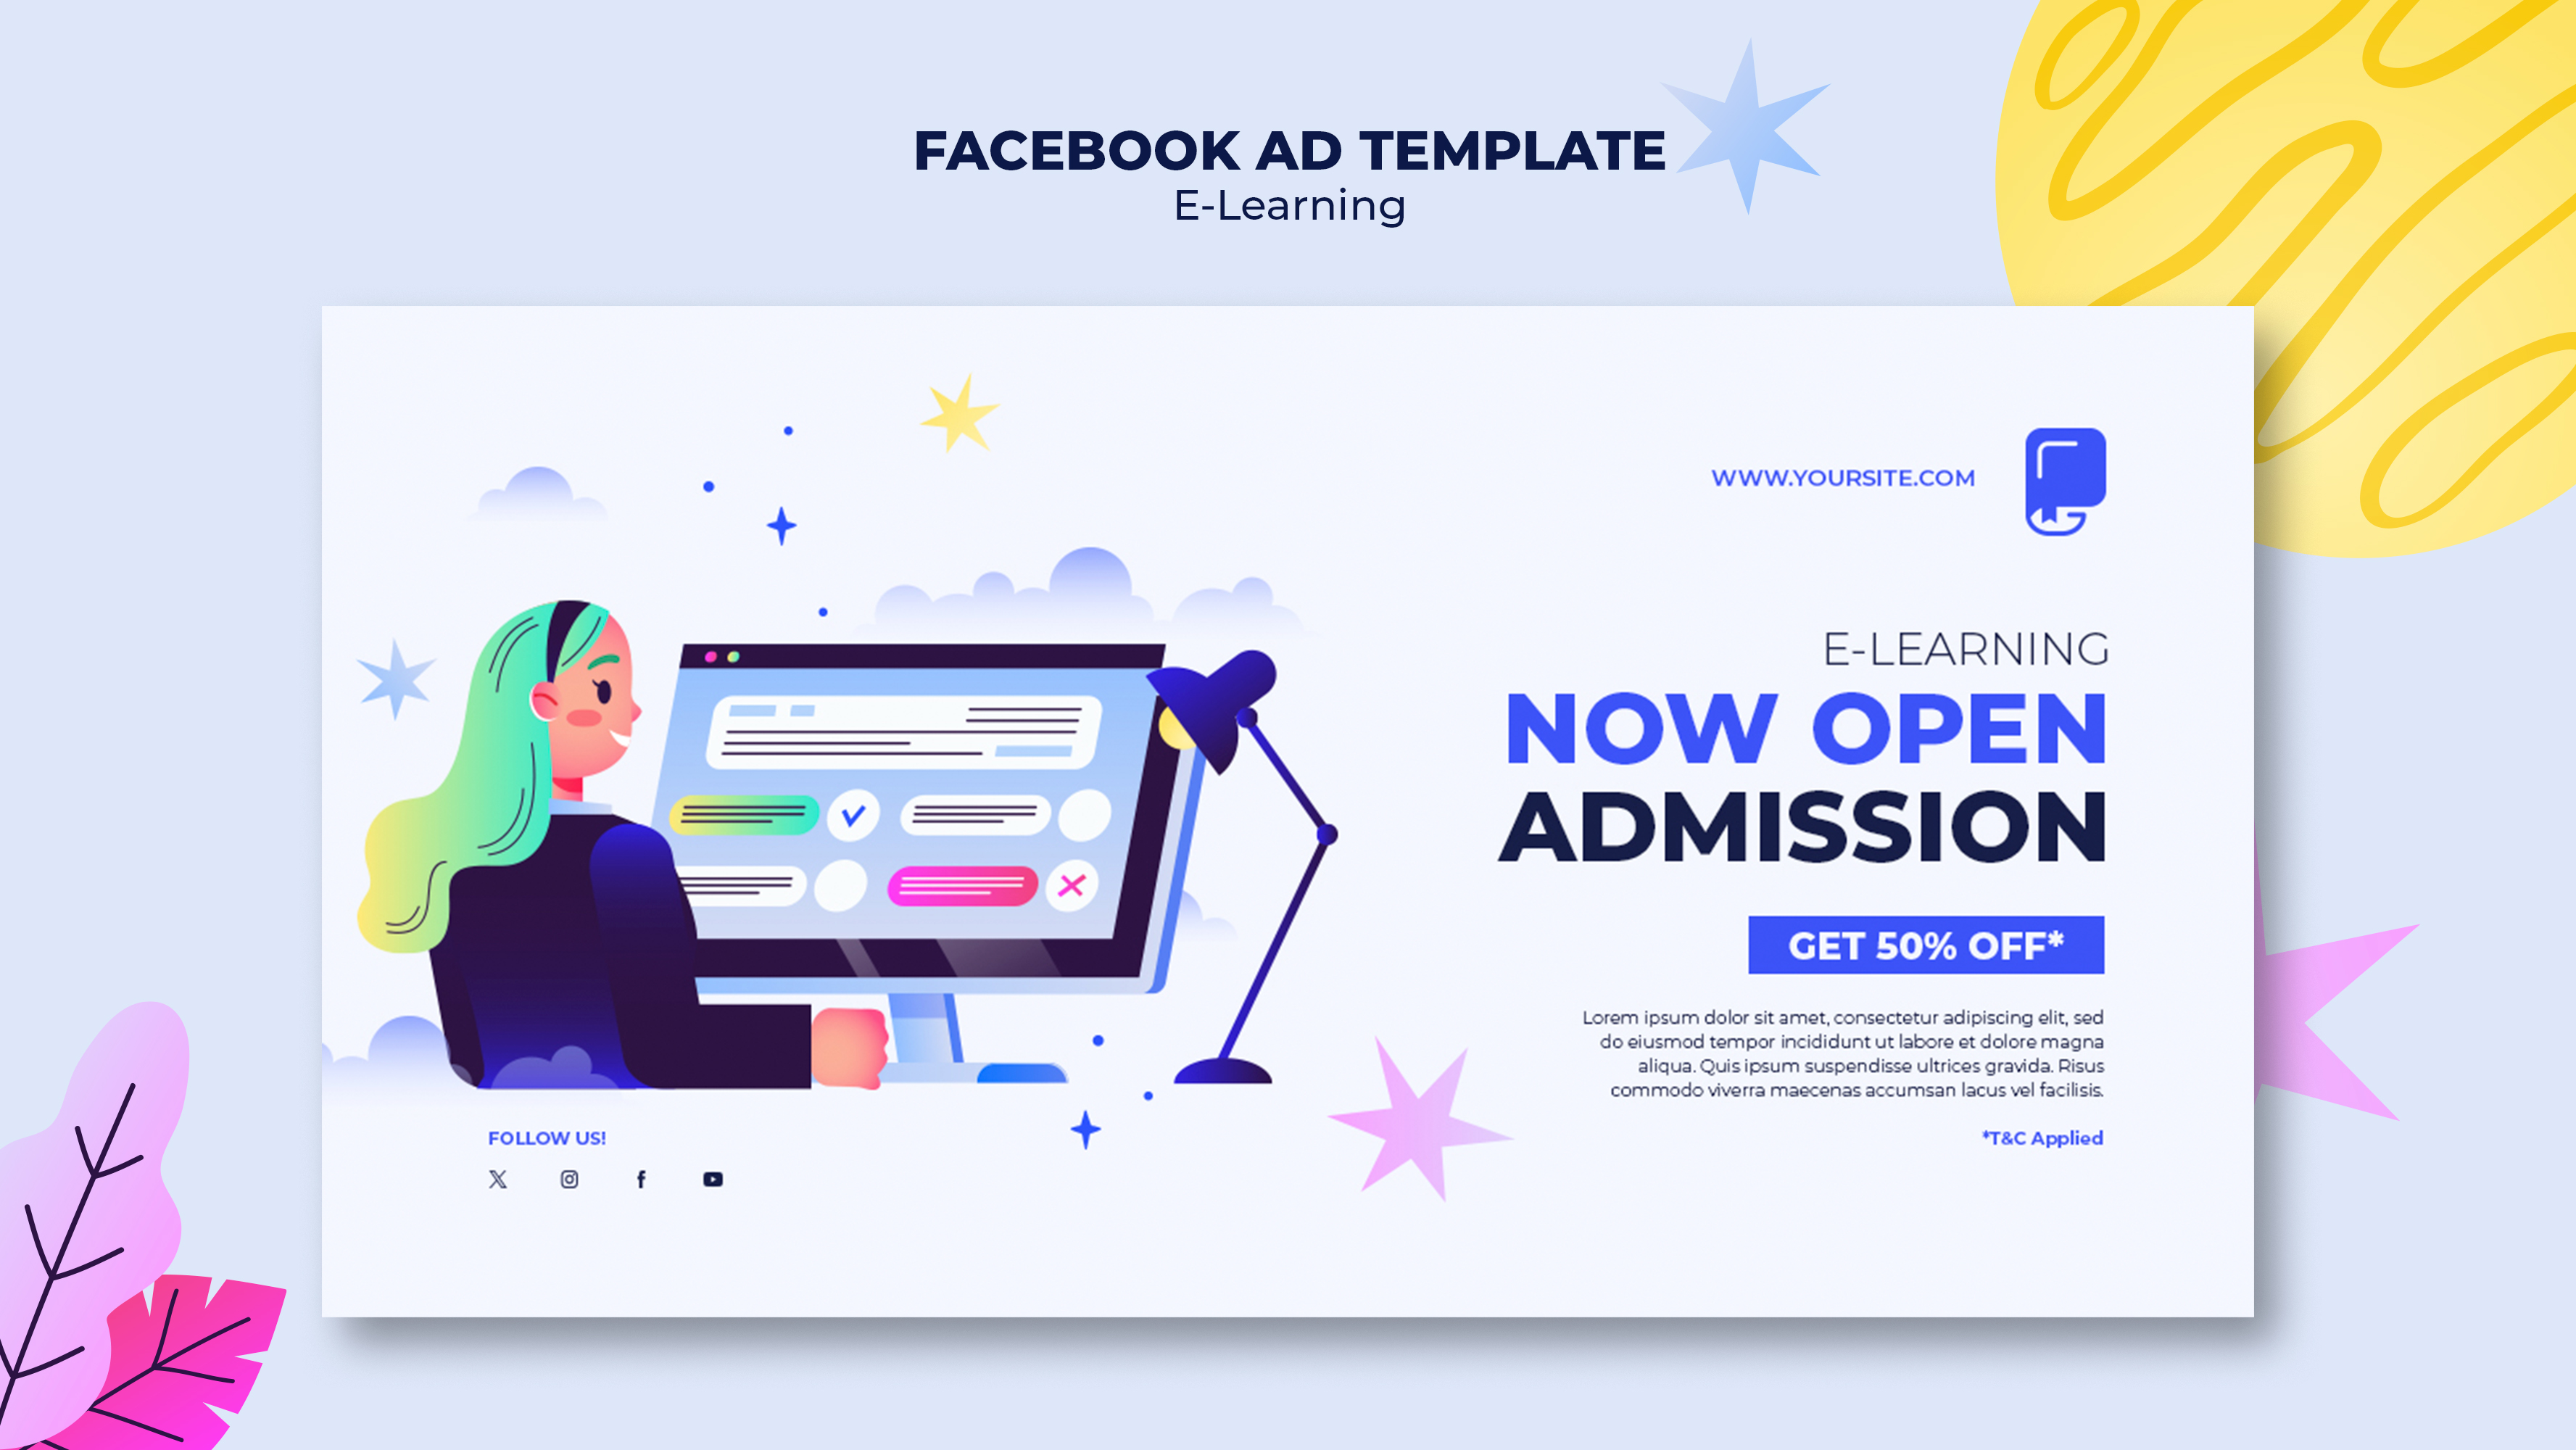 FACEBOOK AD TEMPLATE
E-Learning
WWW.YOURSITE.COM
E-LEARNING
NOW OPEN
ADMISSION
GET 50% OFF*
Lorem ipsum dolor sit amet, consectetur adipiscing elit, sed
do eiusmod tempor incididunt ut labore et dolore magna
aliqua. Quis ipsum suspendisse ultrices gravida. Risus
commodo viverra maecenas accumsan lacus vel facilisis.
*T&C Applied
FOLLOW US!